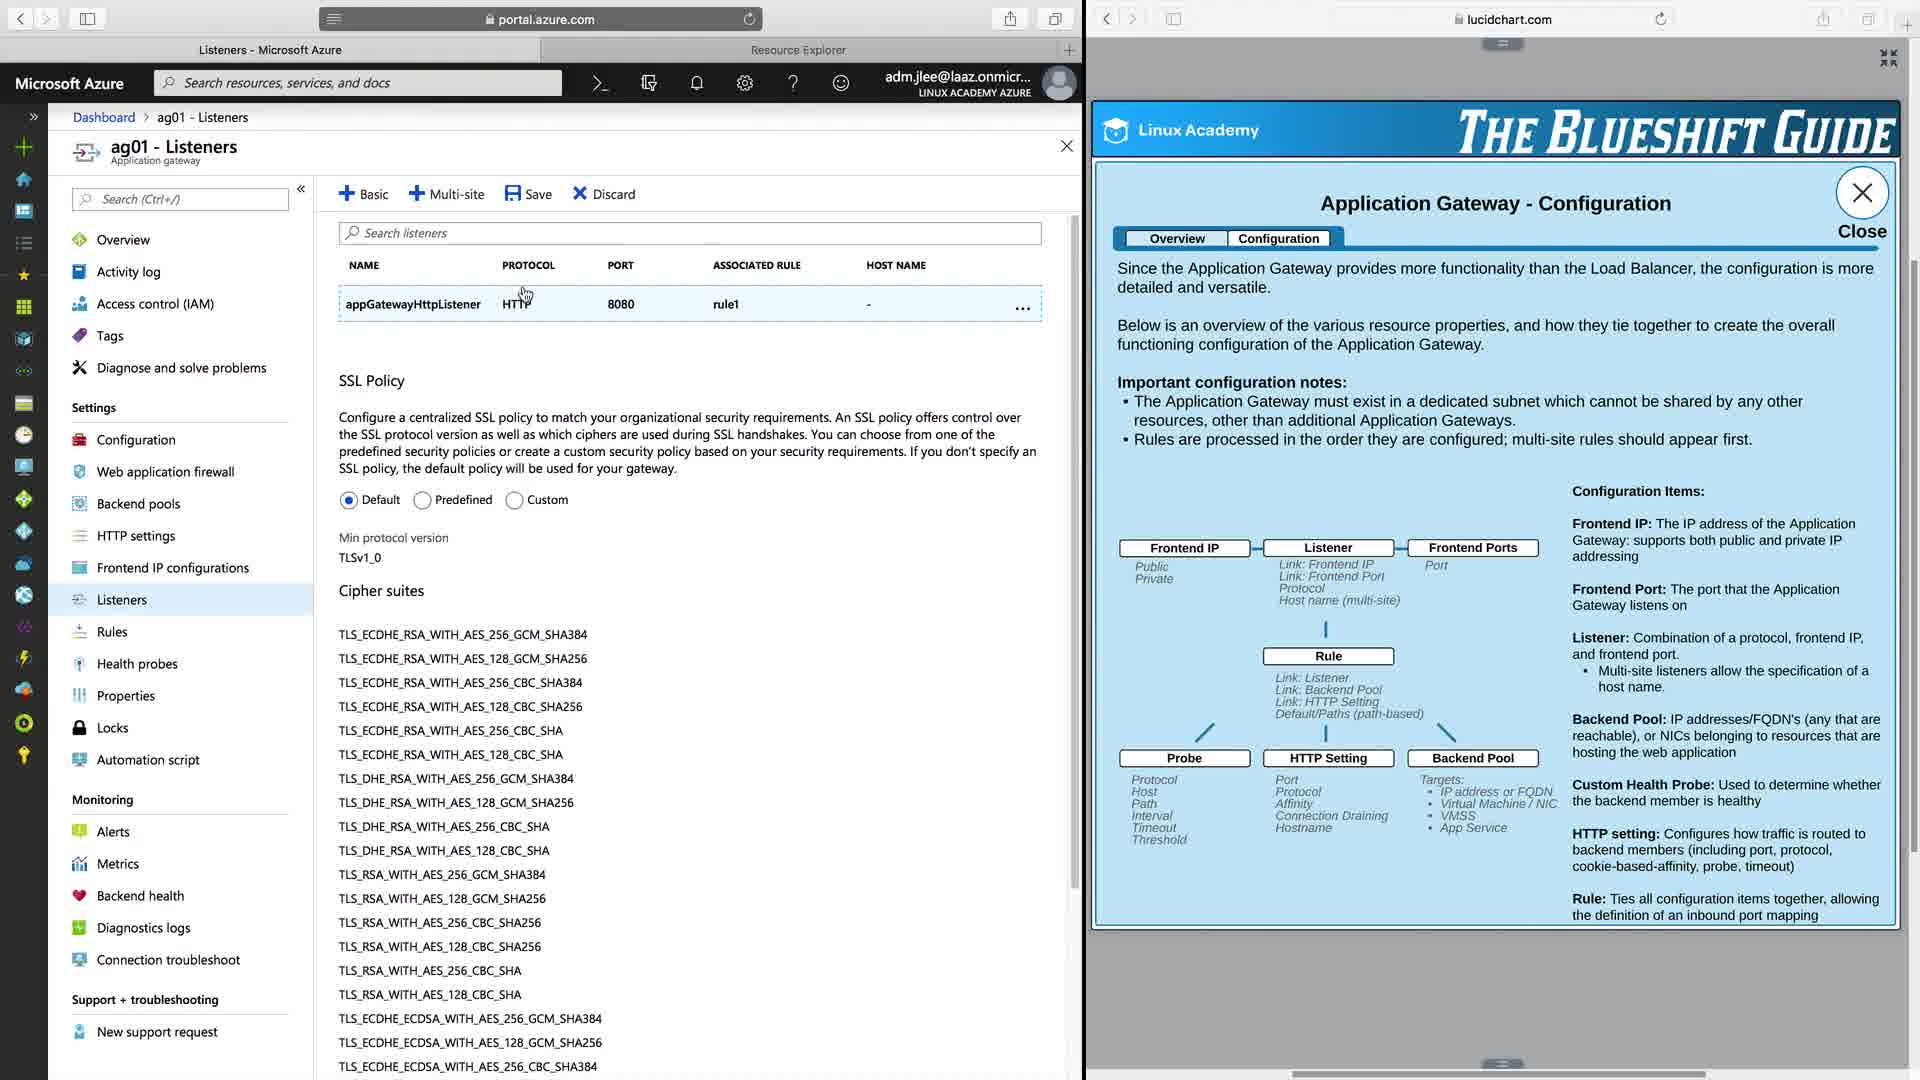 portal.azure.com
Listeners - Microsoft Azure
Resource Explorer
Microsoft Azure
Search resources, services, and docs
adm.jlee@laaz.onmicr...
LINUX ACADEMY AZURE
Dashboard > ag01 - Listeners
ag01 - Listeners
Application gateway
Search (Ctrl+/)
Overview
Activity log
Access control (IAM)
Tags
Diagnose and solve problems
Settings
Configuration
Web application firewall
Backend pools
HTTP settings
Frontend IP configurations
Listeners
Rules
Health probes
Properties
Locks
Automation script
Monitoring
Alerts
Metrics
Backend health
Diagnostics logs
Connection troubleshoot
Support + troubleshooting
New support request
Basic Multi-site Save Discard
Search listeners
NAME PROTOCOL PORT ASSOCIATED RULE HOST NAME
appGatewayHttpListener HTTP 8080 rule1 - ...
SSL Policy
Configure a centralized SSL policy to match your organizational security requirements. An SSL policy offers control over
the SSL protocol version as well as which ciphers are used during SSL handshakes. You can choose from one of the
predefined security policies or create a custom security policy based on your security requirements. If you don't specify an
SSL policy, the default policy will be used for your gateway.
Default Predefined Custom
Min protocol version
TLSv1_0
Cipher suites
TLS_ECDHE_RSA_WITH_AES_256_GCM_SHA384
TLS_ECDHE_RSA_WITH_AES_128_GCM_SHA256
TLS_ECDHE_RSA_WITH_AES_256_CBC_SHA384
TLS_ECDHE_RSA_WITH_AES_128_CBC_SHA256
TLS_ECDHE_RSA_WITH_AES_256_CBC_SHA
TLS_ECDHE_RSA_WITH_AES_128_CBC_SHA
TLS_DHE_RSA_WITH_AES_256_GCM_SHA384
TLS_DHE_RSA_WITH_AES_128_GCM_SHA256
TLS_DHE_RSA_WITH_AES_256_CBC_SHA
TLS_DHE_RSA_WITH_AES_128_CBC_SHA
TLS_RSA_WITH_AES_256_GCM_SHA384
TLS_RSA_WITH_AES_128_GCM_SHA256
TLS_RSA_WITH_AES_256_CBC_SHA256
TLS_RSA_WITH_AES_128_CBC_SHA256
TLS_RSA_WITH_AES_256_CBC_SHA
TLS_RSA_WITH_AES_128_CBC_SHA
TLS_ECDHE_ECDSA_WITH_AES_256_GCM_SHA384
TLS_ECDHE_ECDSA_WITH_AES_128_GCM_SHA256
TLS_ECDHE_ECDSA_WITH_AES_256_CBC_SHA384
lucidchart.com
Linux Academy
THE BLUESHIFT GUIDE
Application Gateway - Configuration
Close
Overview Configuration
Since the Application Gateway provides more functionality than the Load Balancer, the configuration is more
detailed and versatile.
Below is an overview of the various resource properties, and how they tie together to create the overall
functioning configuration of the Application Gateway.
Important configuration notes:
• The Application Gateway must exist in a dedicated subnet which cannot be shared by any other
resources, other than additional Application Gateways.
• Rules are processed in the order they are configured; multi-site rules should appear first.
Frontend IP
Public
Private
Listener
Link: Frontend IP
Link: Frontend Port
Protocol
Host name (multi-site)
Frontend Ports
Port
Rule
Link: Listener
Link: Backend Pool
Link: HTTP Setting
Default/Paths (path-based)
Probe
Protocol
Host
Path
Interval
Timeout
Threshold
HTTP Setting
Port
Protocol
Affinity
Connection Draining
Hostname
Backend Pool
Targets:
• IP address or FQDN
• Virtual Machine / NIC
• VMSS
• App Service
Configuration Items:
Frontend IP: The IP address of the Application
Gateway: supports both public and private IP
addressing
Frontend Port: The port that the Application
Gateway listens on
Listener: Combination of a protocol, frontend IP,
and frontend port.
• Multi-site listeners allow the specification of a
host name.
Backend Pool: IP addresses/FQDN's (any that are
reachable), or NICs belonging to resources that are
hosting the web application
Custom Health Probe: Used to determine whether
the backend member is healthy
HTTP setting: Configures how traffic is routed to
backend members (including port, protocol,
cookie-based-affinity, probe, timeout)
Rule: Ties all configuration items together, allowing
the definition of an inbound port mapping